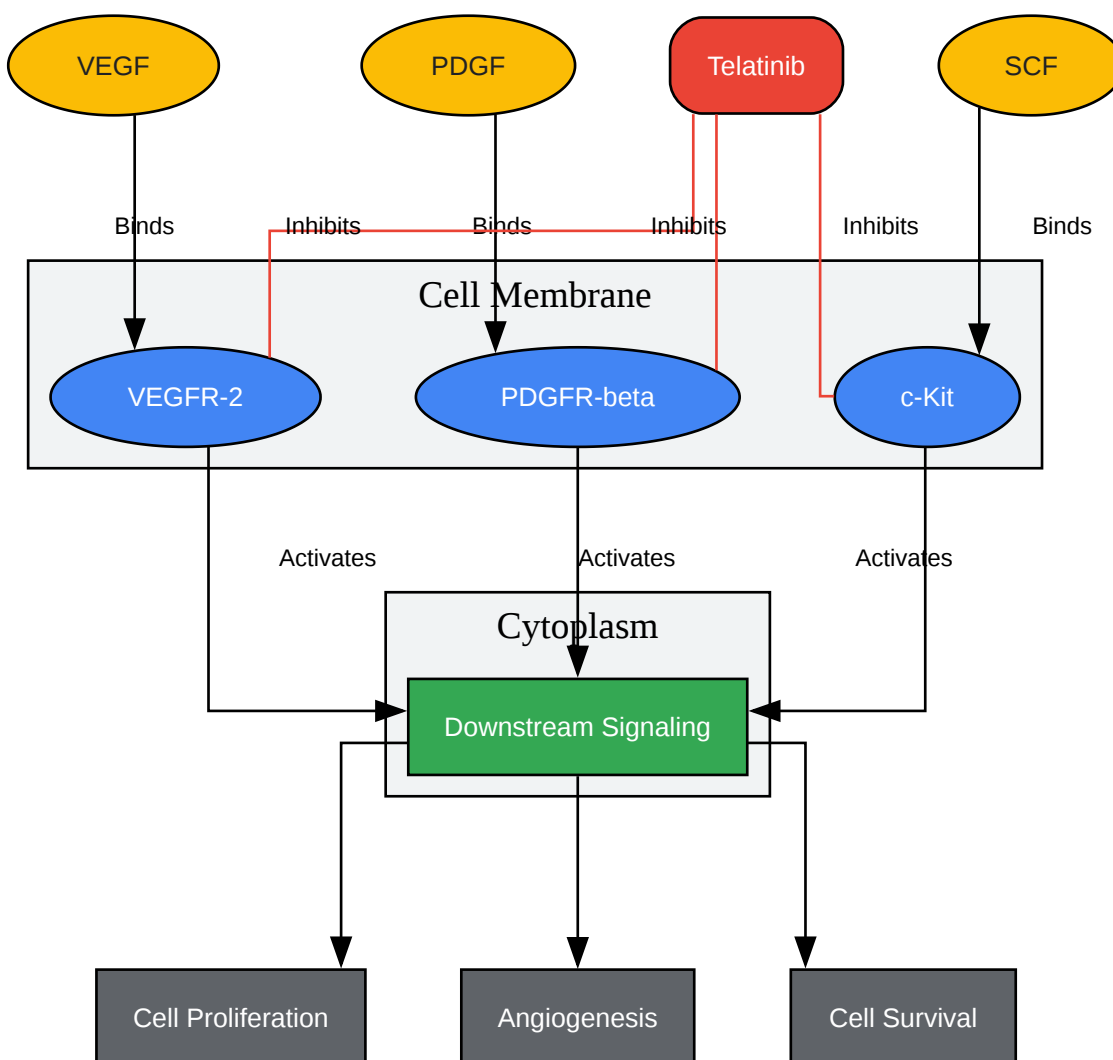 VEGF
PDGF
Telatinib
SCF
Binds
Inhibits
Binds
Inhibits
Inhibits
Binds
Cell Membrane
VEGFR-2
PDGFR-beta
c-Kit
Activates
Activates
Activates
Cytoplasm
Downstream Signaling
Cell Proliferation
Angiogenesis
Cell Survival